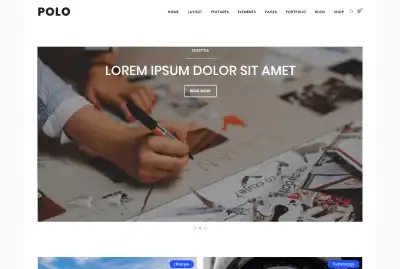 POLO
HOME LAYOUT FEATURES ELEMENTS PAGES PORTFOLIO BLOG SHOP
LIFESTYLE
LOREM IPSUM DOLOR SIT AMET
READ MORE
Lifestyle
Technology